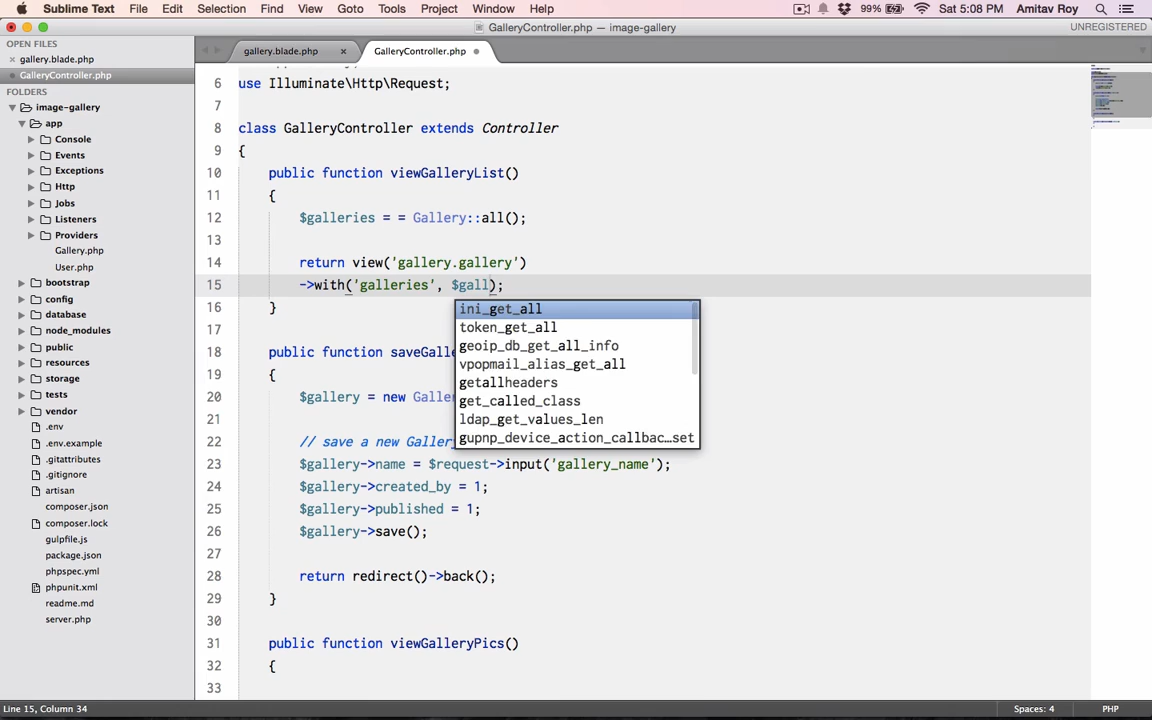 Sublime Text File Edit Selection Find View Goto Tools Project Window Help 99% Sat 5:08 PM Amitav Roy
GalleryController.php — image-gallery UNREGISTERED
OPEN FILES
gallery.blade.php
GalleryController.php
FOLDERS
image-gallery
app
Console
Events
Exceptions
Http
Jobs
Listeners
Providers
Gallery.php
User.php
bootstrap
config
database
node_modules
public
resources
storage
tests
vendor
.env
.env.example
.gitattributes
.gitignore
artisan
composer.json
composer.lock
gulpfile.js
package.json
phpspec.yml
phpunit.xml
readme.md
server.php
gallery.blade.php GalleryController.php
6 use Illuminate\Http\Request;
7
8 class GalleryController extends Controller
9 {
10 public function viewGalleryList()
11 {
12 $galleries = = Gallery::all();
13
14 return view('gallery.gallery')
15 ->with('galleries', $gall);
16 }
17
18 public function saveGalle
19 {
20 $gallery = new Galle
21
22 // save a new Galler
23 $gallery->name = $request->input('gallery_name');
24 $gallery->created_by = 1;
25 $gallery->published = 1;
26 $gallery->save();
27
28 return redirect()->back();
29 }
30
31 public function viewGalleryPics()
32 {
33
ini_get_all
token_get_all
geoip_db_get_all_info
vpopmail_alias_get_all
getallheaders
get_called_class
ldap_get_values_len
gupnp_device_action_callbac…set
Line 15, Column 34 Spaces: 4 PHP